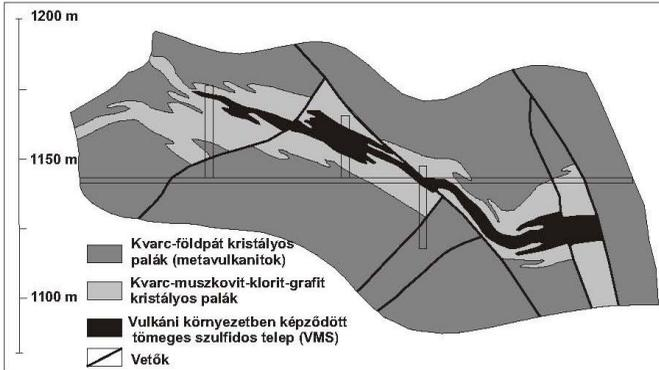 1200 m
1150 m
1100 m
Kvarc-földpát kristályos
palák (metavulkanitok)
Kvarc-muszkovit-klorit-grafit
kristályos palák
Vulkáni környezetben képződött
tömeges szulfidos telep (VMS)
Vetők